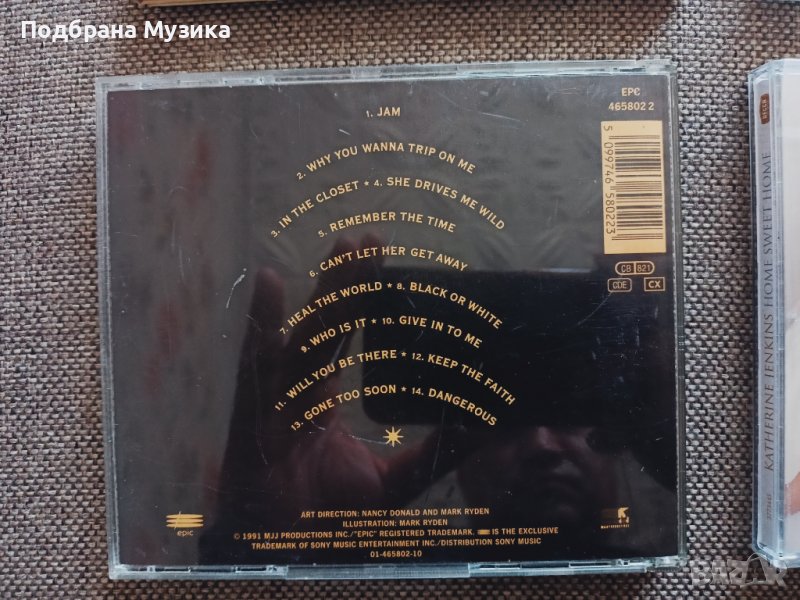 Подбрана Музика
1. JAM
EPC
465802 2
2. WHY YOU WANNA TRIP ON ME
3. IN THE CLOSET ★ 4. SHE DRIVES ME WILD
5. REMEMBER THE TIME
6. CAN'T LET HER GET AWAY
7. HEAL THE WORLD ★ 8. BLACK OR WHITE
9. WHO IS IT ★ 10. GIVE IN TO ME
11. WILL YOU BE THERE ★ 12. KEEP THE FAITH
13. GONE TOO SOON ★ 14. DANGEROUS
5 099746 580223
CB 821
CDE CX
ART DIRECTION: NANCY DONALD AND MARK RYDEN
ILLUSTRATION: MARK RYDEN
© 1991 MJJ PRODUCTIONS INC./"EPIC" REGISTERED TRADEMARK. IS THE EXCLUSIVE
TRADEMARK OF SONY MUSIC ENTERTAINMENT INC./DISTRIBUTION SONY MUSIC
01-465802-10
epic
DECCA
KATHERINE JENKINS HOME SWEET HOME
BAZAR